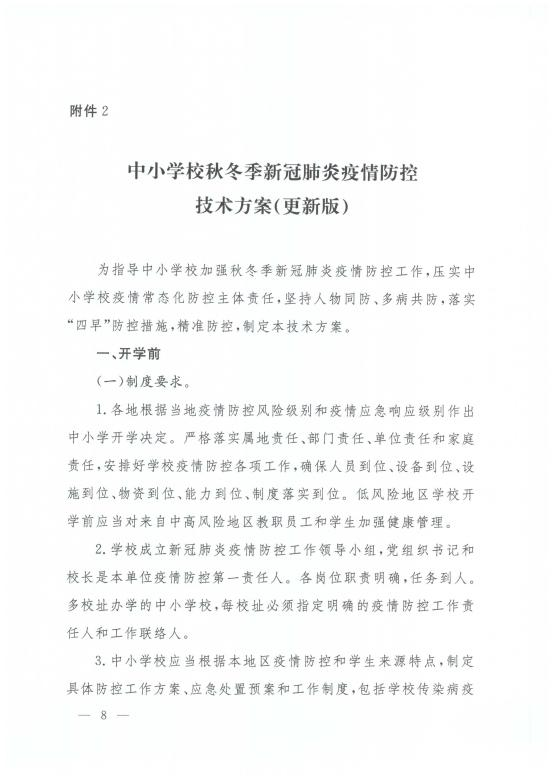 附件2
中小学校秋冬季新冠肺炎疫情防控
技术方案(更新版)
为指导中小学校加强秋冬季新冠肺炎疫情防控工作,压实中
小学校疫情常态化防控主体责任,坚持人物同防、多病共防,落实
“四早”防控措施,精准防控,制定本技术方案。
一、开学前
(一)制度要求。
1.各地根据当地疫情防控风险级别和疫情应急响应级别作出
中小学开学决定。严格落实属地责任、部门责任、单位责任和家庭
责任,安排好学校疫情防控各项工作,确保人员到位、设备到位、设
施到位、物资到位、能力到位、制度落实到位。低风险地区学校开
学前应当对来自中高风险地区教职员工和学生加强健康管理。
2.学校成立新冠肺炎疫情防控工作领导小组,党组织书记和
校长是本单位疫情防控第一责任人。各岗位职责明确,任务到人。
多校址办学的中小学校,每校址必须指定明确的疫情防控工作责
任人和工作联络人。
3.中小学校应当根据本地区疫情防控和学生来源特点,制定
具体防控工作方案、应急处置预案和工作制度,包括学校传染病疫
— 8 —